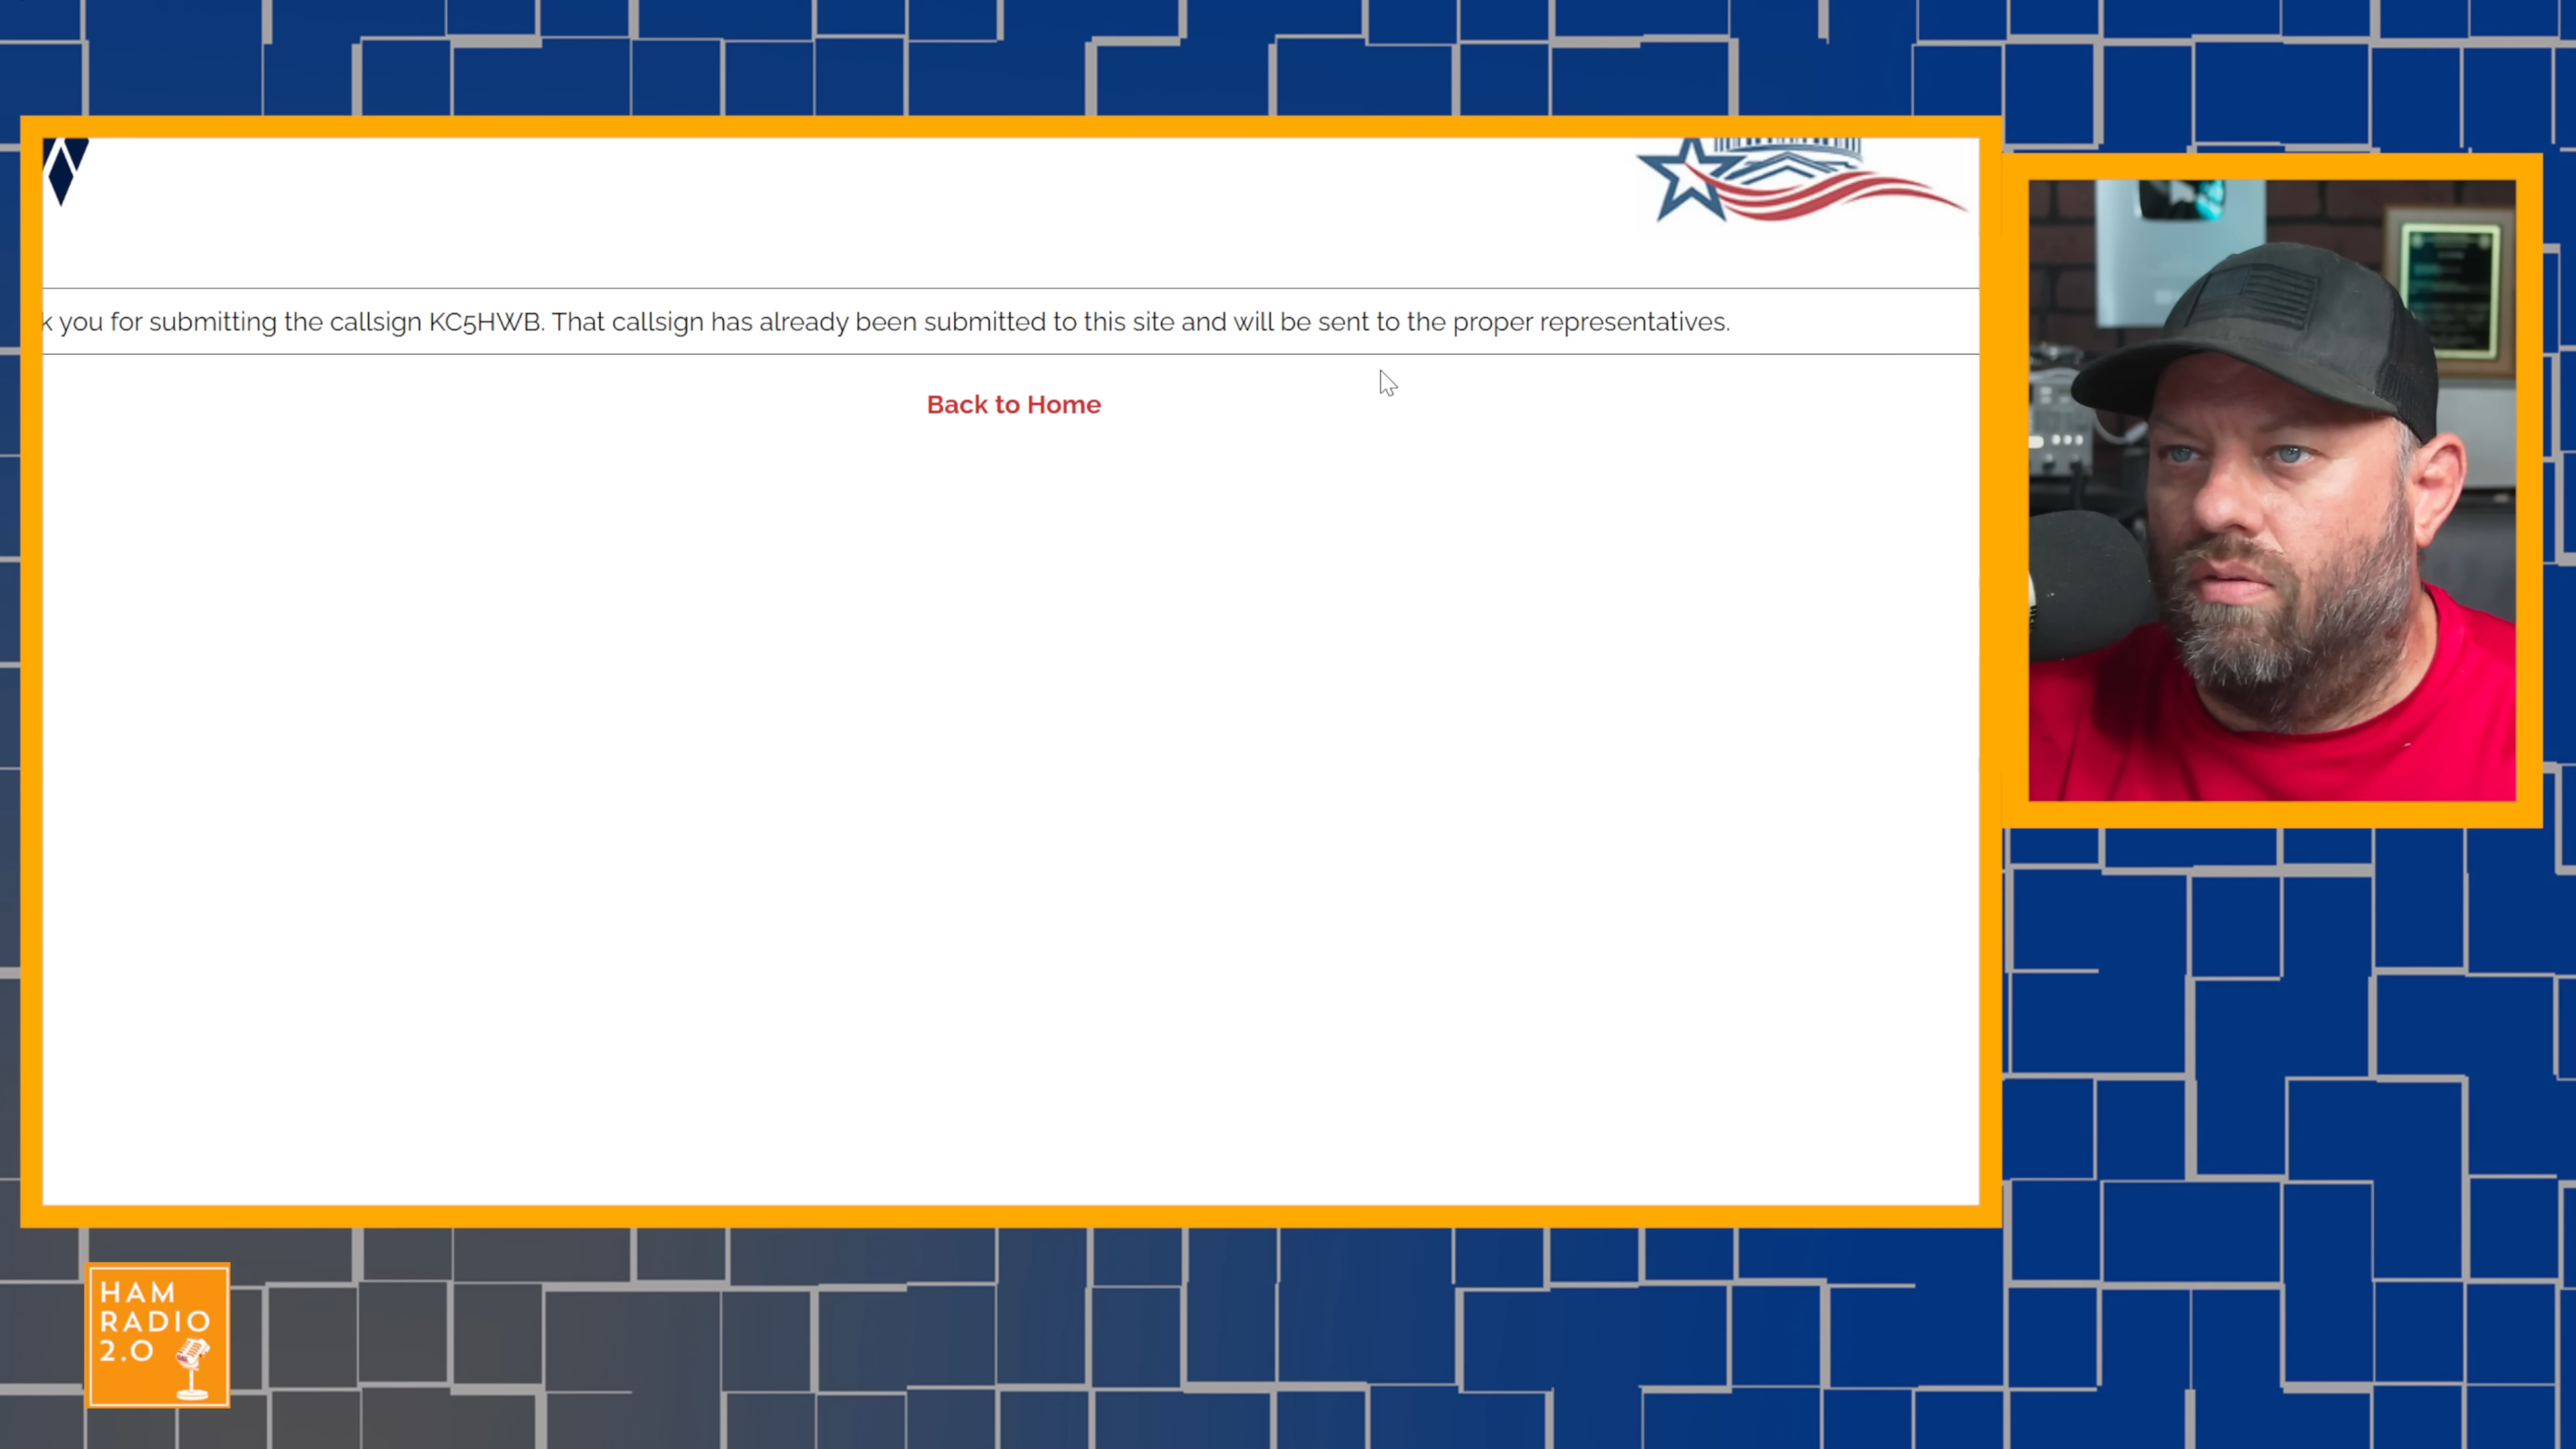 k you for submitting the callsign KC5HWB. That callsign has already been submitted to this site and will be sent to the proper representatives.
Back to Home
HAM
RADIO
2.0